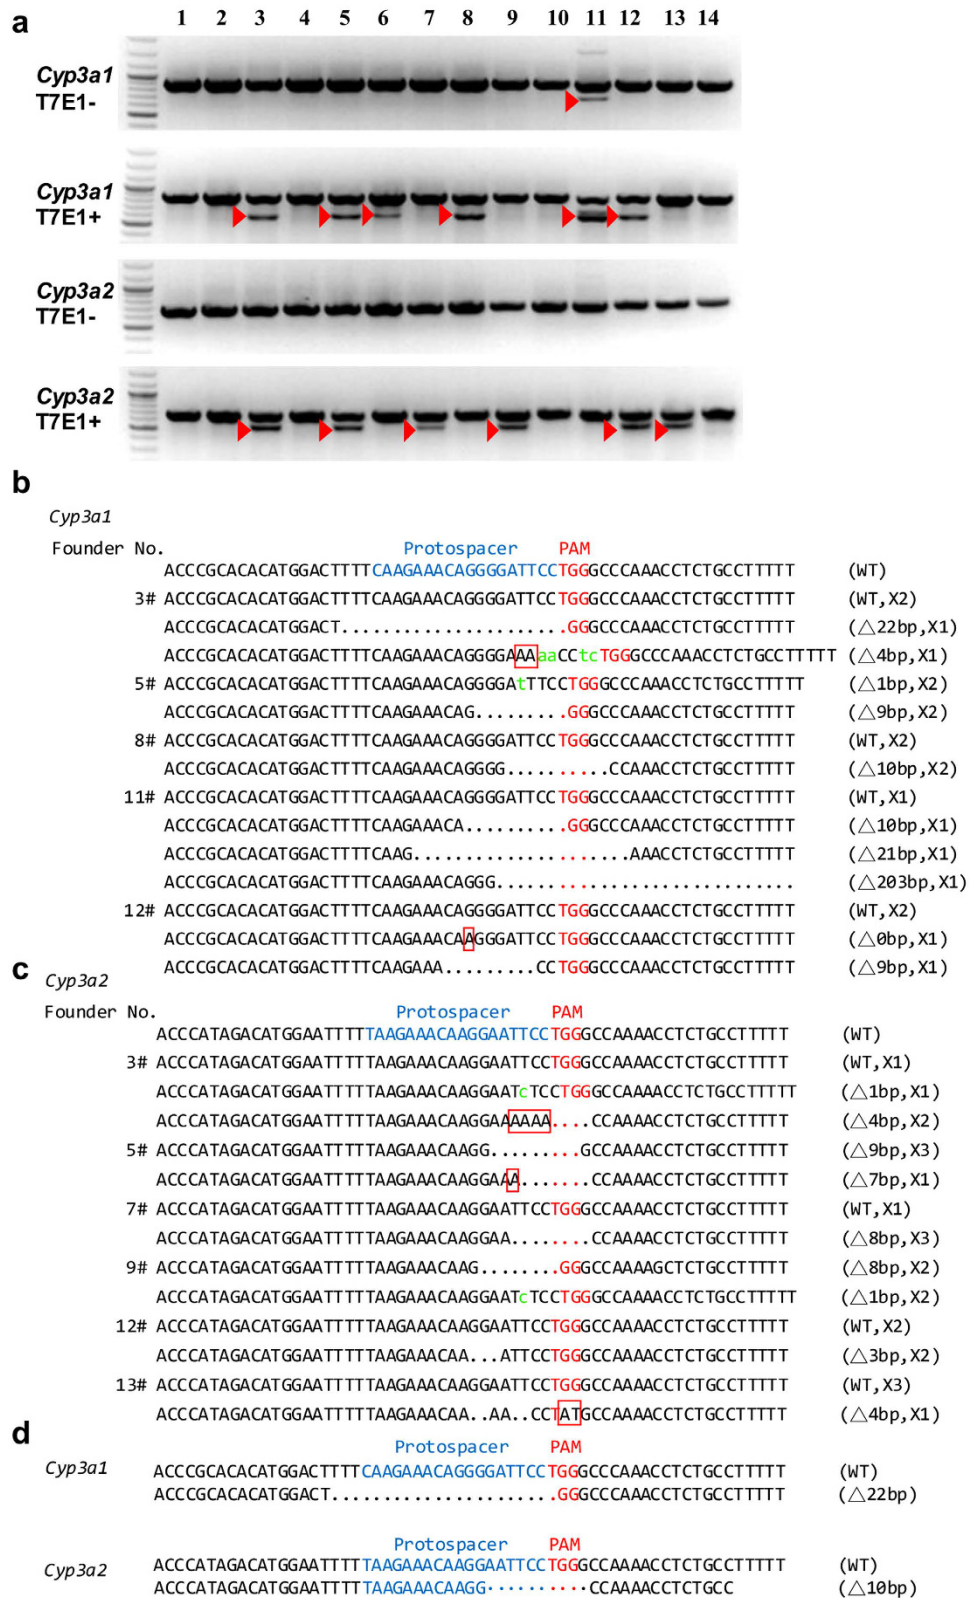 a
1 2 3 4 5 6 7 8 9 10 11 12 13 14
Cyp3a1
T7E1-
Cyp3a1
T7E1+
Cyp3a2
T7E1-
Cyp3a2
T7E1+
b
Cyp3a1
Founder No. Protospacer PAM
ACCCGCACACATGGACTTTTCAAGAAACAGGGGATTCCTGGGCCCAAACCTCTGCCTTTTT (WT)
3# ACCCGCACACATGGACTTTTCAAGAAACAGGGGATTCCTGGGCCCAAACCTCTGCCTTTTT (WT,X2)
ACCCGCACACATGGACT......................GGGCCCAAACCTCTGCCTTTTT (△22bp,X1)
ACCCGCACACATGGACTTTTCAAGAAACAGGGGAAAaaCCtcTGGGCCCAAACCTCTGCCTTTTT (△4bp,X1)
5# ACCCGCACACATGGACTTTTCAAGAAACAGGGGAtTTCCTGGGCCCAAACCTCTGCCTTTTT (△1bp,X2)
ACCCGCACACATGGACTTTTCAAGAAACAG.........GGGCCCAAACCTCTGCCTTTTT (△9bp,X2)
8# ACCCGCACACATGGACTTTTCAAGAAACAGGGGATTCCTGGGCCCAAACCTCTGCCTTTTT (WT,X2)
ACCCGCACACATGGACTTTTCAAGAAACAGGGG..........CCAAACCTCTGCCTTTTT (△10bp,X2)
11# ACCCGCACACATGGACTTTTCAAGAAACAGGGGATTCCTGGGCCCAAACCTCTGCCTTTTT (WT,X1)
ACCCGCACACATGGACTTTTCAAGAAACA..........GGGCCCAAACCTCTGCCTTTTT (△10bp,X1)
ACCCGCACACATGGACTTTTCAAG.....................AAACCTCTGCCTTTTT (△21bp,X1)
ACCCGCACACATGGACTTTTCAAGAAACAGGG............................. (△203bp,X1)
12# ACCCGCACACATGGACTTTTCAAGAAACAGGGGATTCCTGGGCCCAAACCTCTGCCTTTTT (WT,X2)
ACCCGCACACATGGACTTTTCAAGAAACAAGGGATTCCTGGGCCCAAACCTCTGCCTTTTT (△0bp,X1)
ACCCGCACACATGGACTTTTCAAGAAA.........CCTGGGCCCAAACCTCTGCCTTTTT (△9bp,X1)
c
Cyp3a2
Founder No. Protospacer PAM
ACCCATAGACATGGAATTTTTAAGAAACAAGGAATTCCTGGGCCAAAACCTCTGCCTTTTT (WT)
3# ACCCATAGACATGGAATTTTTAAGAAACAAGGAATTCCTGGGCCAAAACCTCTGCCTTTTT (WT,X1)
ACCCATAGACATGGAATTTTTAAGAAACAAGGAATcTCCTGGGCCAAAACCTCTGCCTTTTT (△1bp,X1)
ACCCATAGACATGGAATTTTTAAGAAACAAGGAAAAAA....CCAAAACCTCTGCCTTTTT (△4bp,X2)
5# ACCCATAGACATGGAATTTTTAAGAAACAAGG.........GCCAAAACCTCTGCCTTTTT (△9bp,X3)
ACCCATAGACATGGAATTTTTAAGAAACAAGGAAA.......CCAAAACCTCTGCCTTTTT (△7bp,X1)
7# ACCCATAGACATGGAATTTTTAAGAAACAAGGAATTCCTGGGCCAAAACCTCTGCCTTTTT (WT,X1)
ACCCATAGACATGGAATTTTTAAGAAACAAGGAA........CCAAAACCTCTGCCTTTTT (△8bp,X3)
9# ACCCATAGACATGGAATTTTTAAGAAACAAG........GGGCCAAAAGCTCTGCCTTTTT (△8bp,X2)
ACCCATAGACATGGAATTTTTAAGAAACAAGGAATcTCCTGGGCCAAAACCTCTGCCTTTTT (△1bp,X2)
12# ACCCATAGACATGGAATTTTTAAGAAACAAGGAATTCCTGGGCCAAAACCTCTGCCTTTTT (WT,X2)
ACCCATAGACATGGAATTTTTAAGAAACAA...ATTCCTGGGCCAAAACCTCTGCCTTTTT (△3bp,X2)
13# ACCCATAGACATGGAATTTTTAAGAAACAAGGAATTCCTGGGCCAAAACCTCTGCCTTTTT (WT,X3)
ACCCATAGACATGGAATTTTTAAGAAACAA..AA..CCTATGCCAAAACCTCTGCCTTTTT (△4bp,X1)
d
Protospacer PAM
Cyp3a1 ACCCGCACACATGGACTTTTCAAGAAACAGGGGATTCCTGGGCCCAAACCTCTGCCTTTTT (WT)
ACCCGCACACATGGACT......................GGGCCCAAACCTCTGCCTTTTT (△22bp)
Protospacer PAM
Cyp3a2 ACCCATAGACATGGAATTTTTAAGAAACAAGGAATTCCTGGGCCAAAACCTCTGCCTTTTT (WT)
ACCCATAGACATGGAATTTTTAAGAAACAAGG..........CCAAAACCTCTGCC (△10bp)